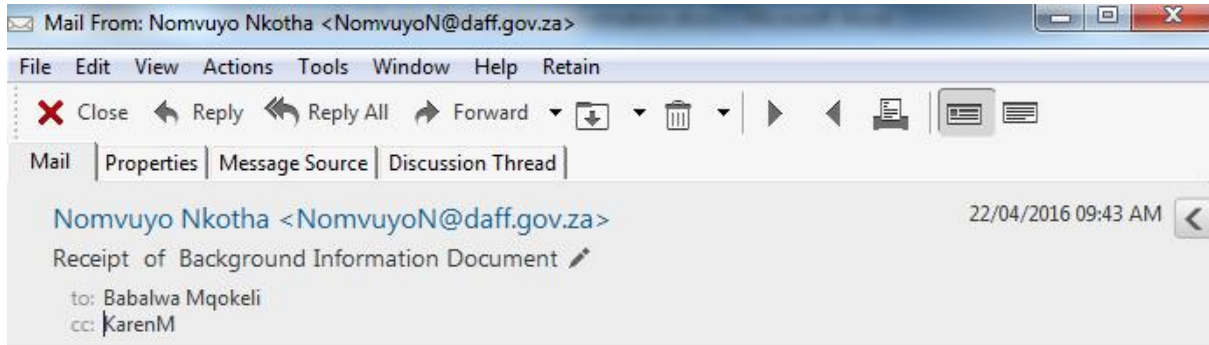 Mail From: Nomvuyo Nkotha <NomvuyoN@daff.gov.za>
File Edit View Actions Tools Window Help Retain
Close Reply Reply All Forward
Mail Properties Message Source Discussion Thread
Nomvuyo Nkotha <NomvuyoN@daff.gov.za> 22/04/2016 09:43 AM
Receipt of Background Information Document
to: Babalwa Mqokeli
cc: KarenM